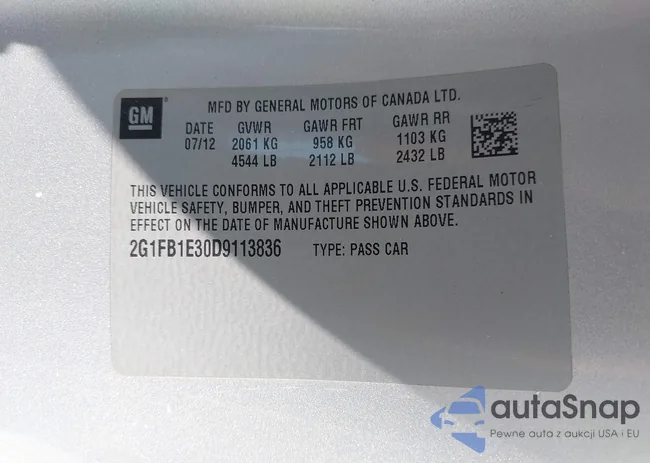 GM
MFD BY GENERAL MOTORS OF CANADA LTD.
DATE GVWR GAWR FRT GAWR RR
07/12 2061 KG 958 KG 1103 KG
4544 LB 2112 LB 2432 LB
THIS VEHICLE CONFORMS TO ALL APPLICABLE U.S. FEDERAL MOTOR
VEHICLE SAFETY, BUMPER, AND THEFT PREVENTION STANDARDS IN
EFFECT ON THE DATE OF MANUFACTURE SHOWN ABOVE.
2G1FB1E30D9113836 TYPE: PASS CAR
autaSnap
Pewne auta z aukcji USA i EU